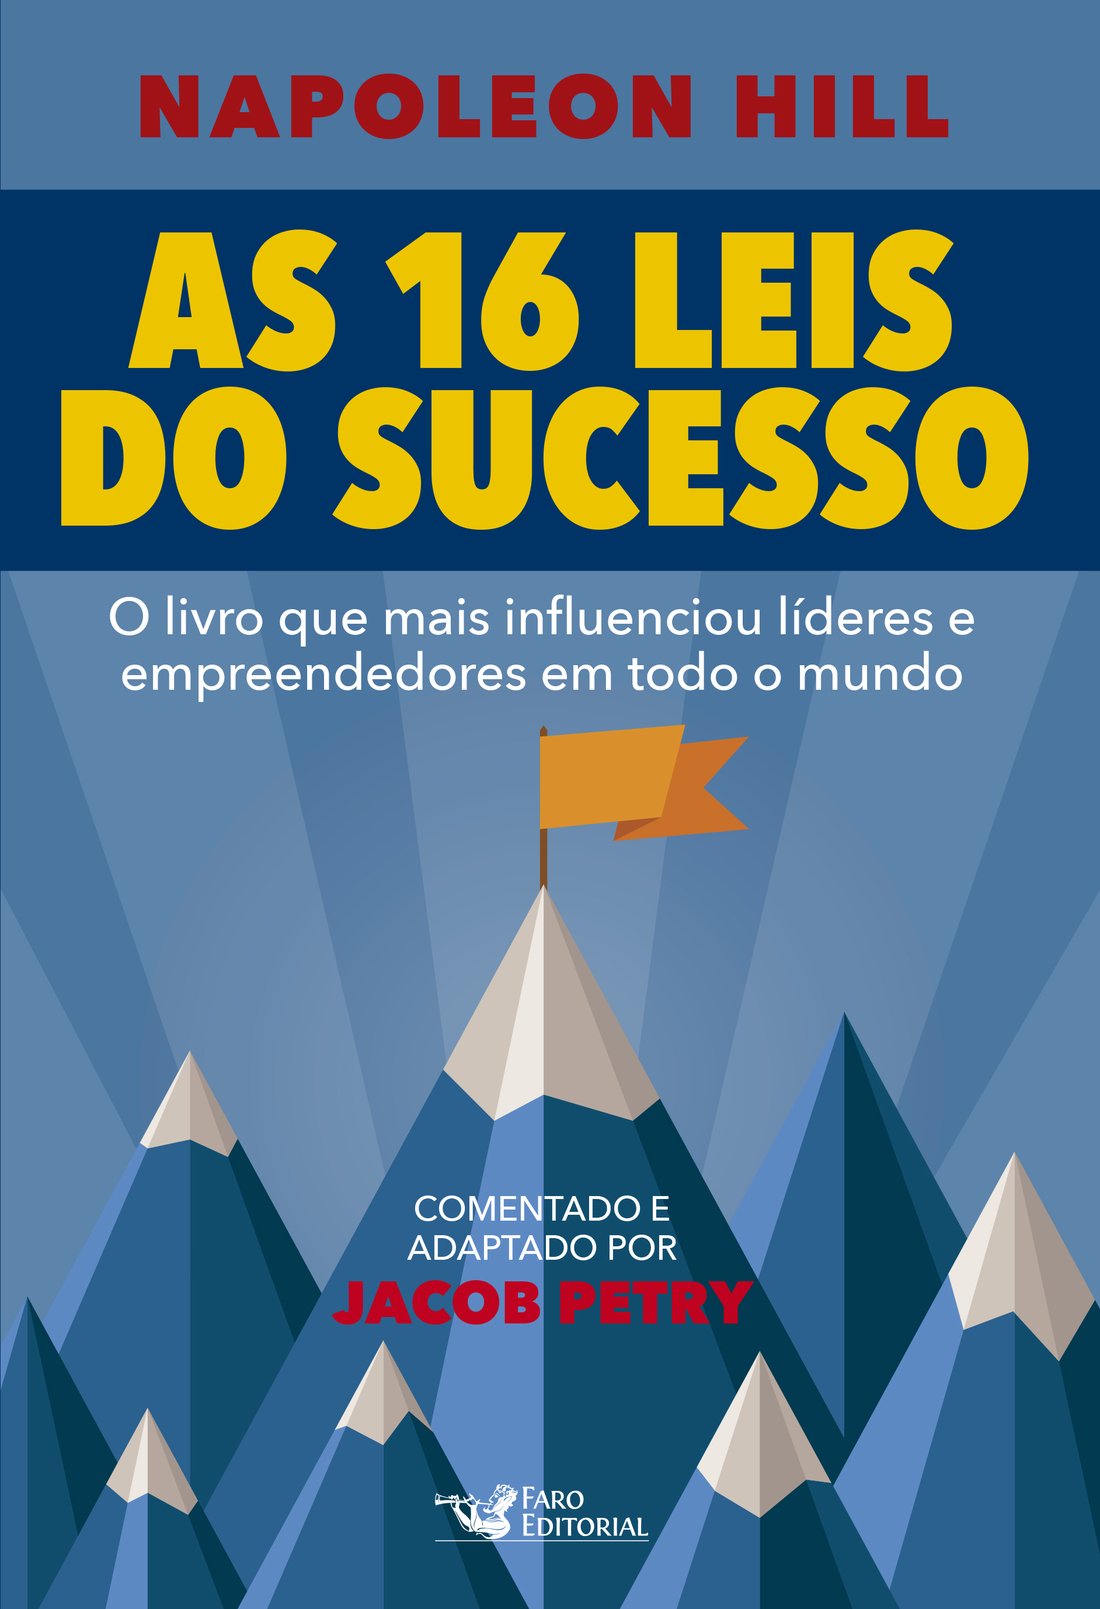 NAPOLEON HILL
AS 16 LEIS
DO SUCESSO
O livro que mais influenciou líderes e
empreendedores em todo o mundo
COMENTADO E
ADAPTADO POR
JACOB PETRY
FARO
EDITORIAL